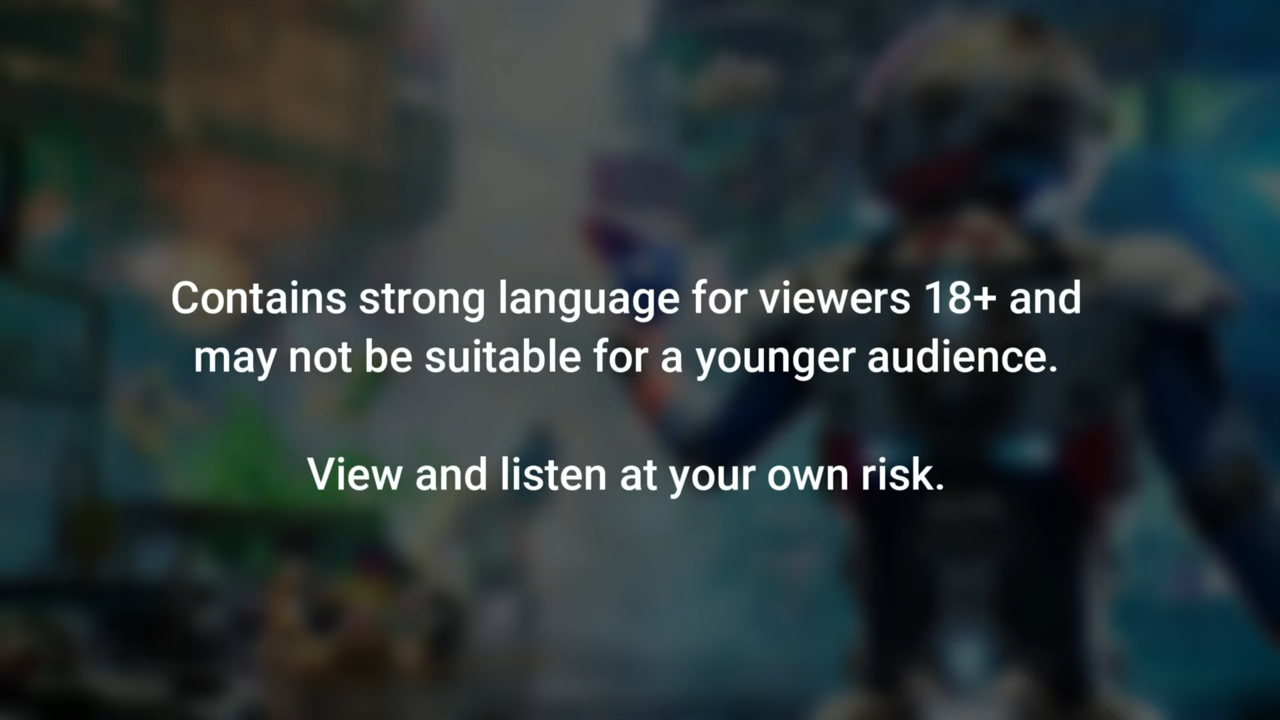 Contains strong language for viewers 18+ and
may not be suitable for a younger audience.
View and listen at your own risk.